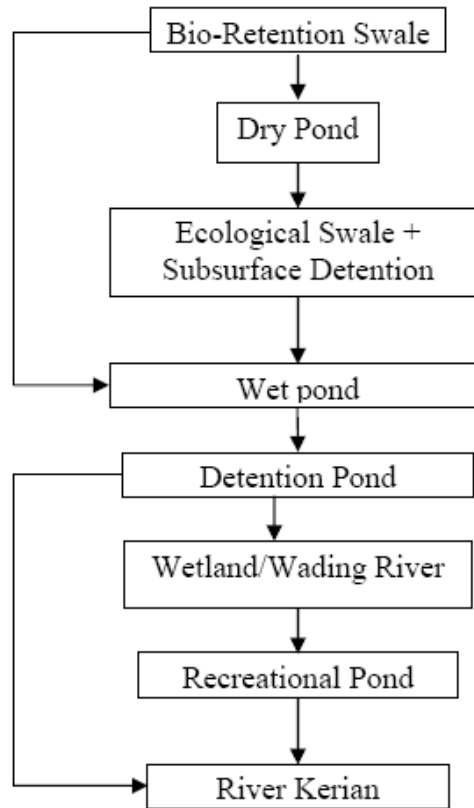 Bio-Retention Swale
Dry Pond
Ecological Swale +
Subsurface Detention
Wet pond
Detention Pond
Wetland/Wading River
Recreational Pond
River Kerian